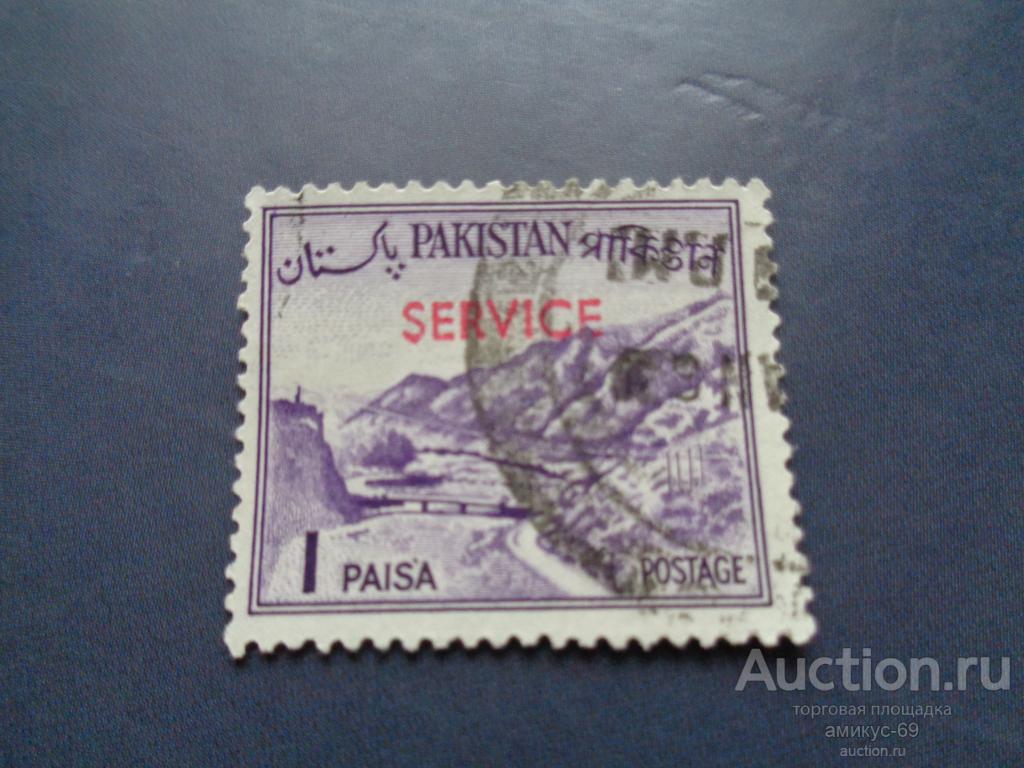 پاکستان PAKISTAN পাকিস্তান
SERVICE
1 PAISA POSTAGE
Auction.ru
торговая площадка
амикус-69
auction.ru